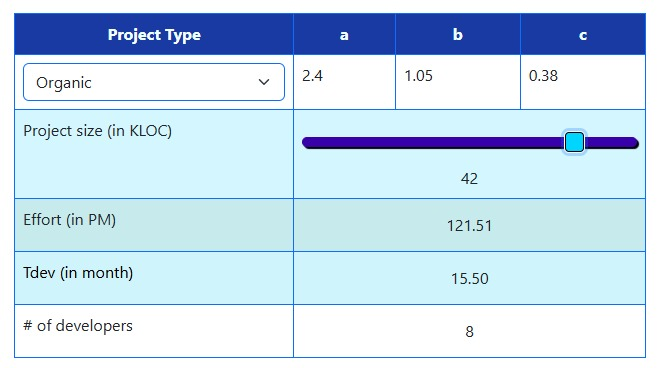 Project Type a b c
Organic 2.4 1.05 0.38
Project size (in KLOC)
42
Effort (in PM) 121.51
Tdev (in month) 15.50
# of developers 8